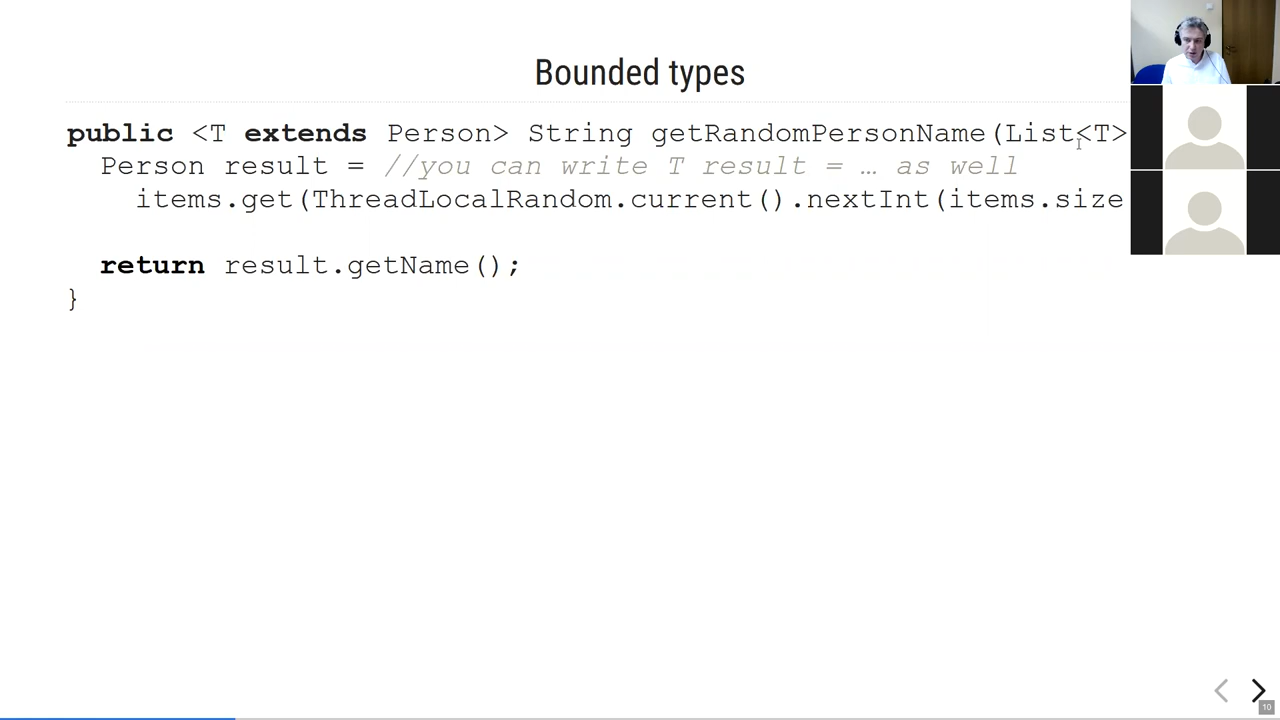 Bounded types
public <T extends Person> String getRandomPersonName(List<T>
Person result = //you can write T result = … as well
items.get(ThreadLocalRandom.current().nextInt(items.size
return result.getName();
}
10